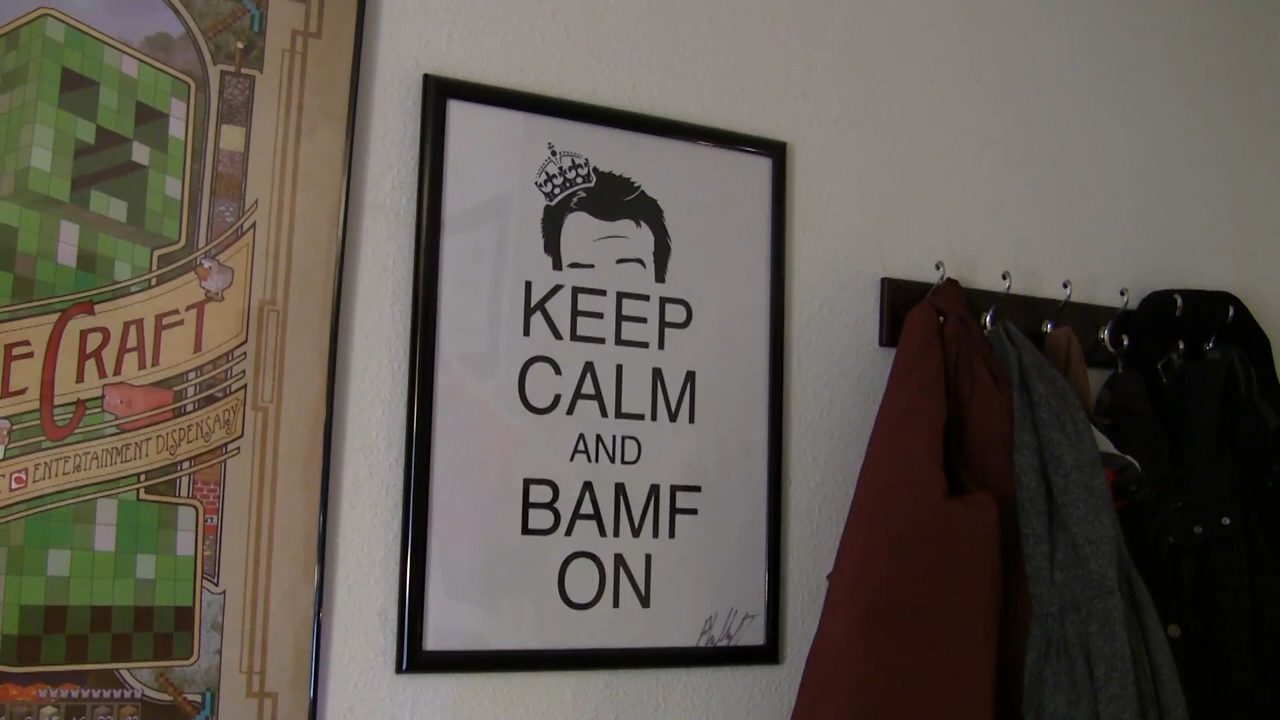 ECRAFT
ENTERTAINMENT DISPENSARY
KEEP
CALM
AND
BAMF
ON